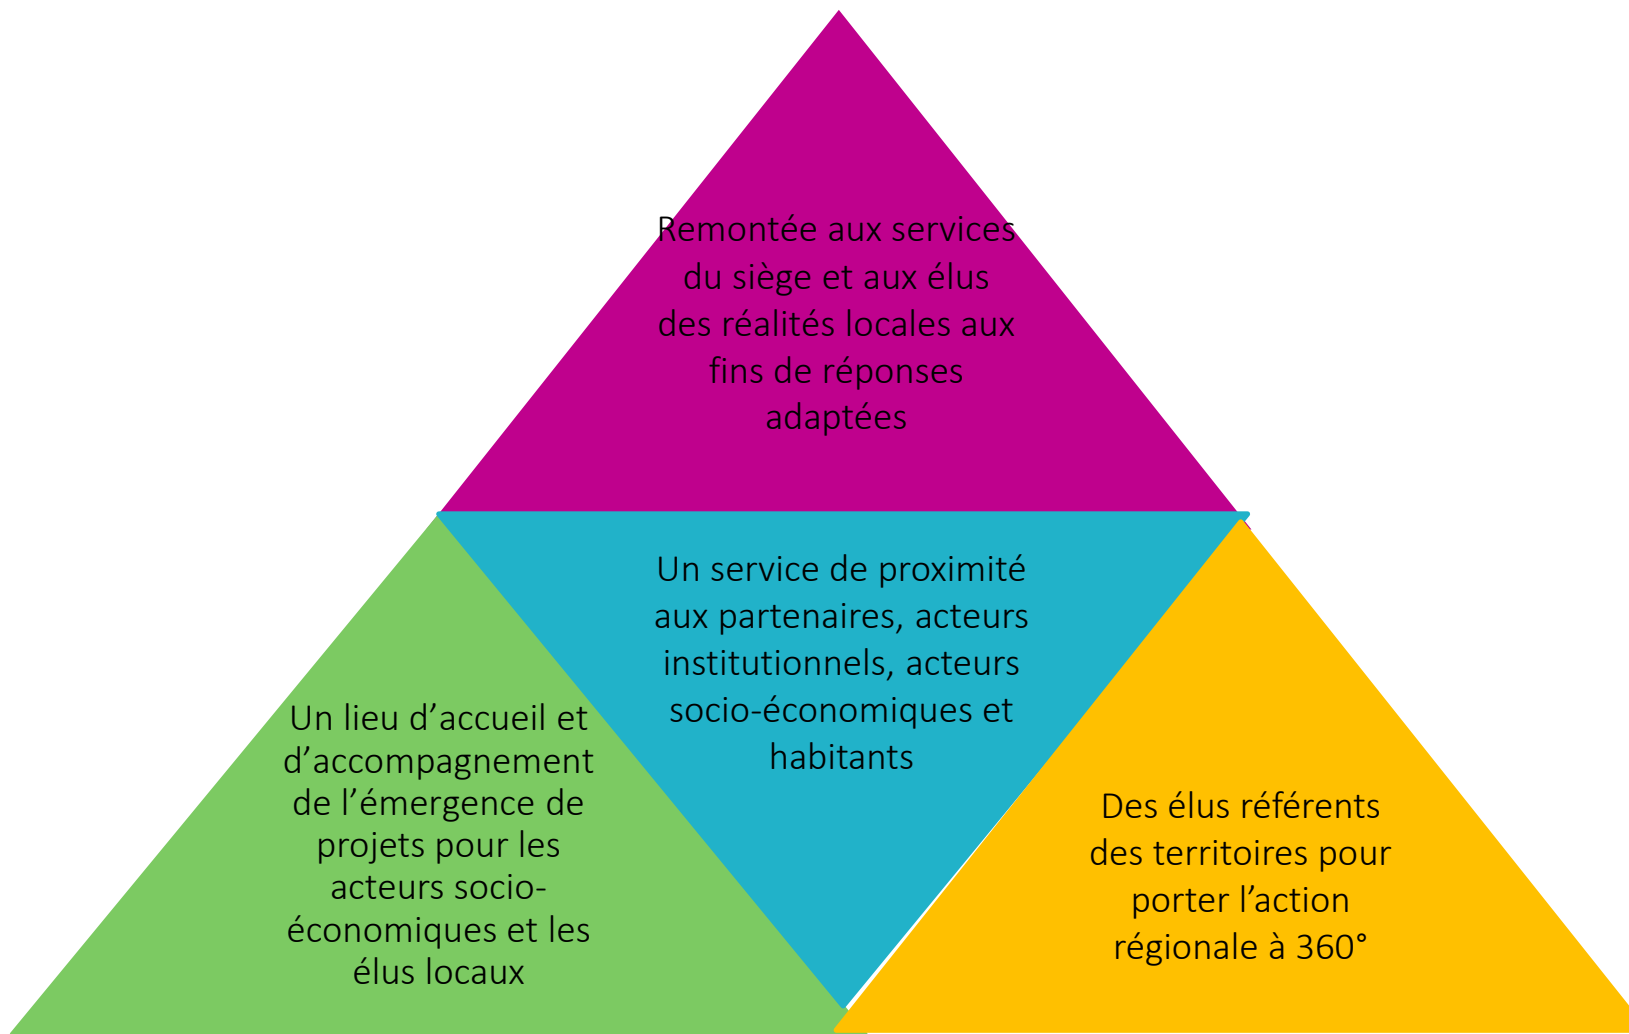 Remontée aux services
du siège et aux élus
des réalités locales aux
fins de réponses
adaptées
Un service de proximité
aux partenaires, acteurs
institutionnels, acteurs
socio-économiques et
habitants
Un lieu d’accueil et
d’accompagnement
de l’émergence de
projets pour les
acteurs socio-
économiques et les
élus locaux
Des élus référents
des territoires pour
porter l’action
régionale à 360°